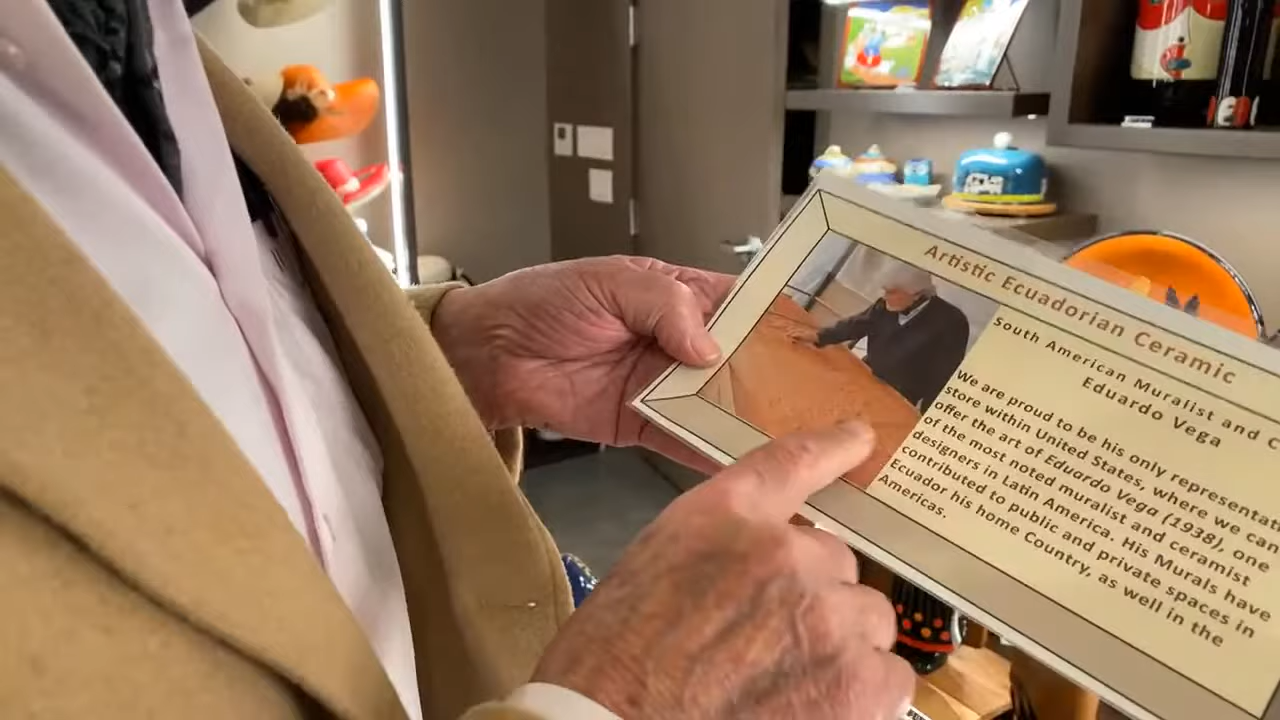 Artistic Ecuadorian Ceramic
South American Muralist and
Eduardo Vega
We are proud to be his only
store within United States, where we can
offer the art of Eduardo Vega (1938), one
of the most noted muralist and ceramist
designers in Latin America. His Murals have
contributed to public and private spaces in
Ecuador his home Country, as well in the
Americas.